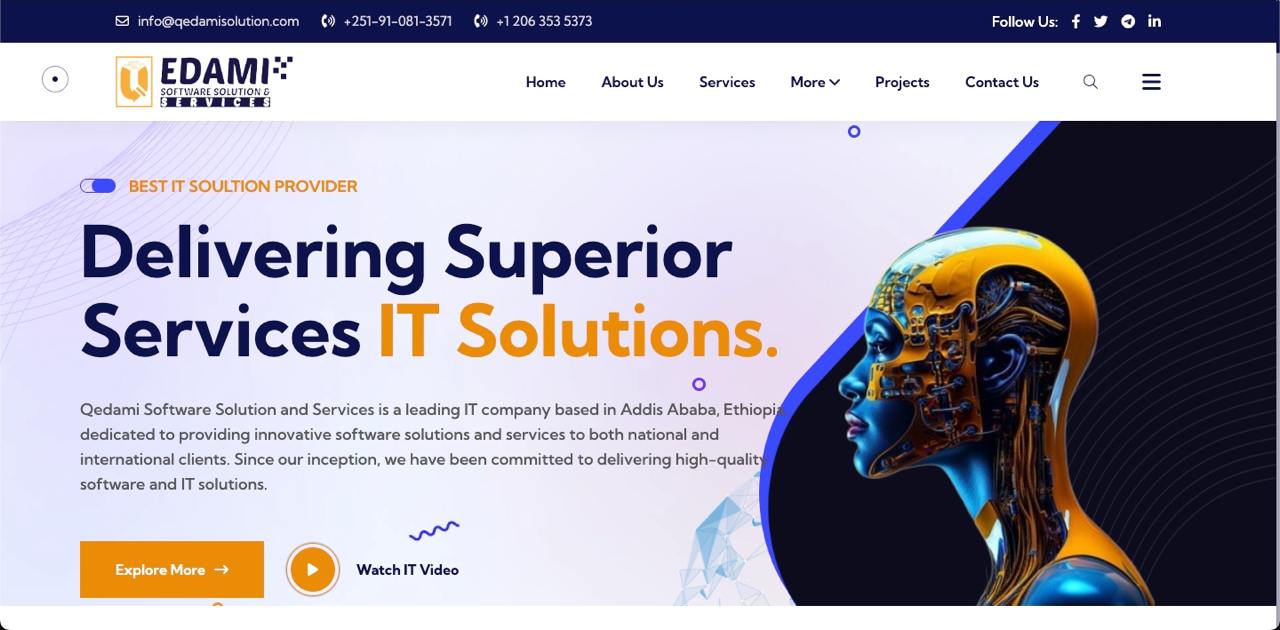 info@qedamisolution.com +251-91-081-3571 +1 206 353 5373 Follow Us:
EDAMI
SOFTWARE SOLUTION &
SERVICES
Home About Us Services More Projects Contact Us
BEST IT SOULTION PROVIDER
Delivering Superior
Services IT Solutions.
Qedami Software Solution and Services is a leading IT company based in Addis Ababa, Ethiopia
dedicated to providing innovative software solutions and services to both national and
international clients. Since our inception, we have been committed to delivering high-quality
software and IT solutions.
Explore More Watch IT Video